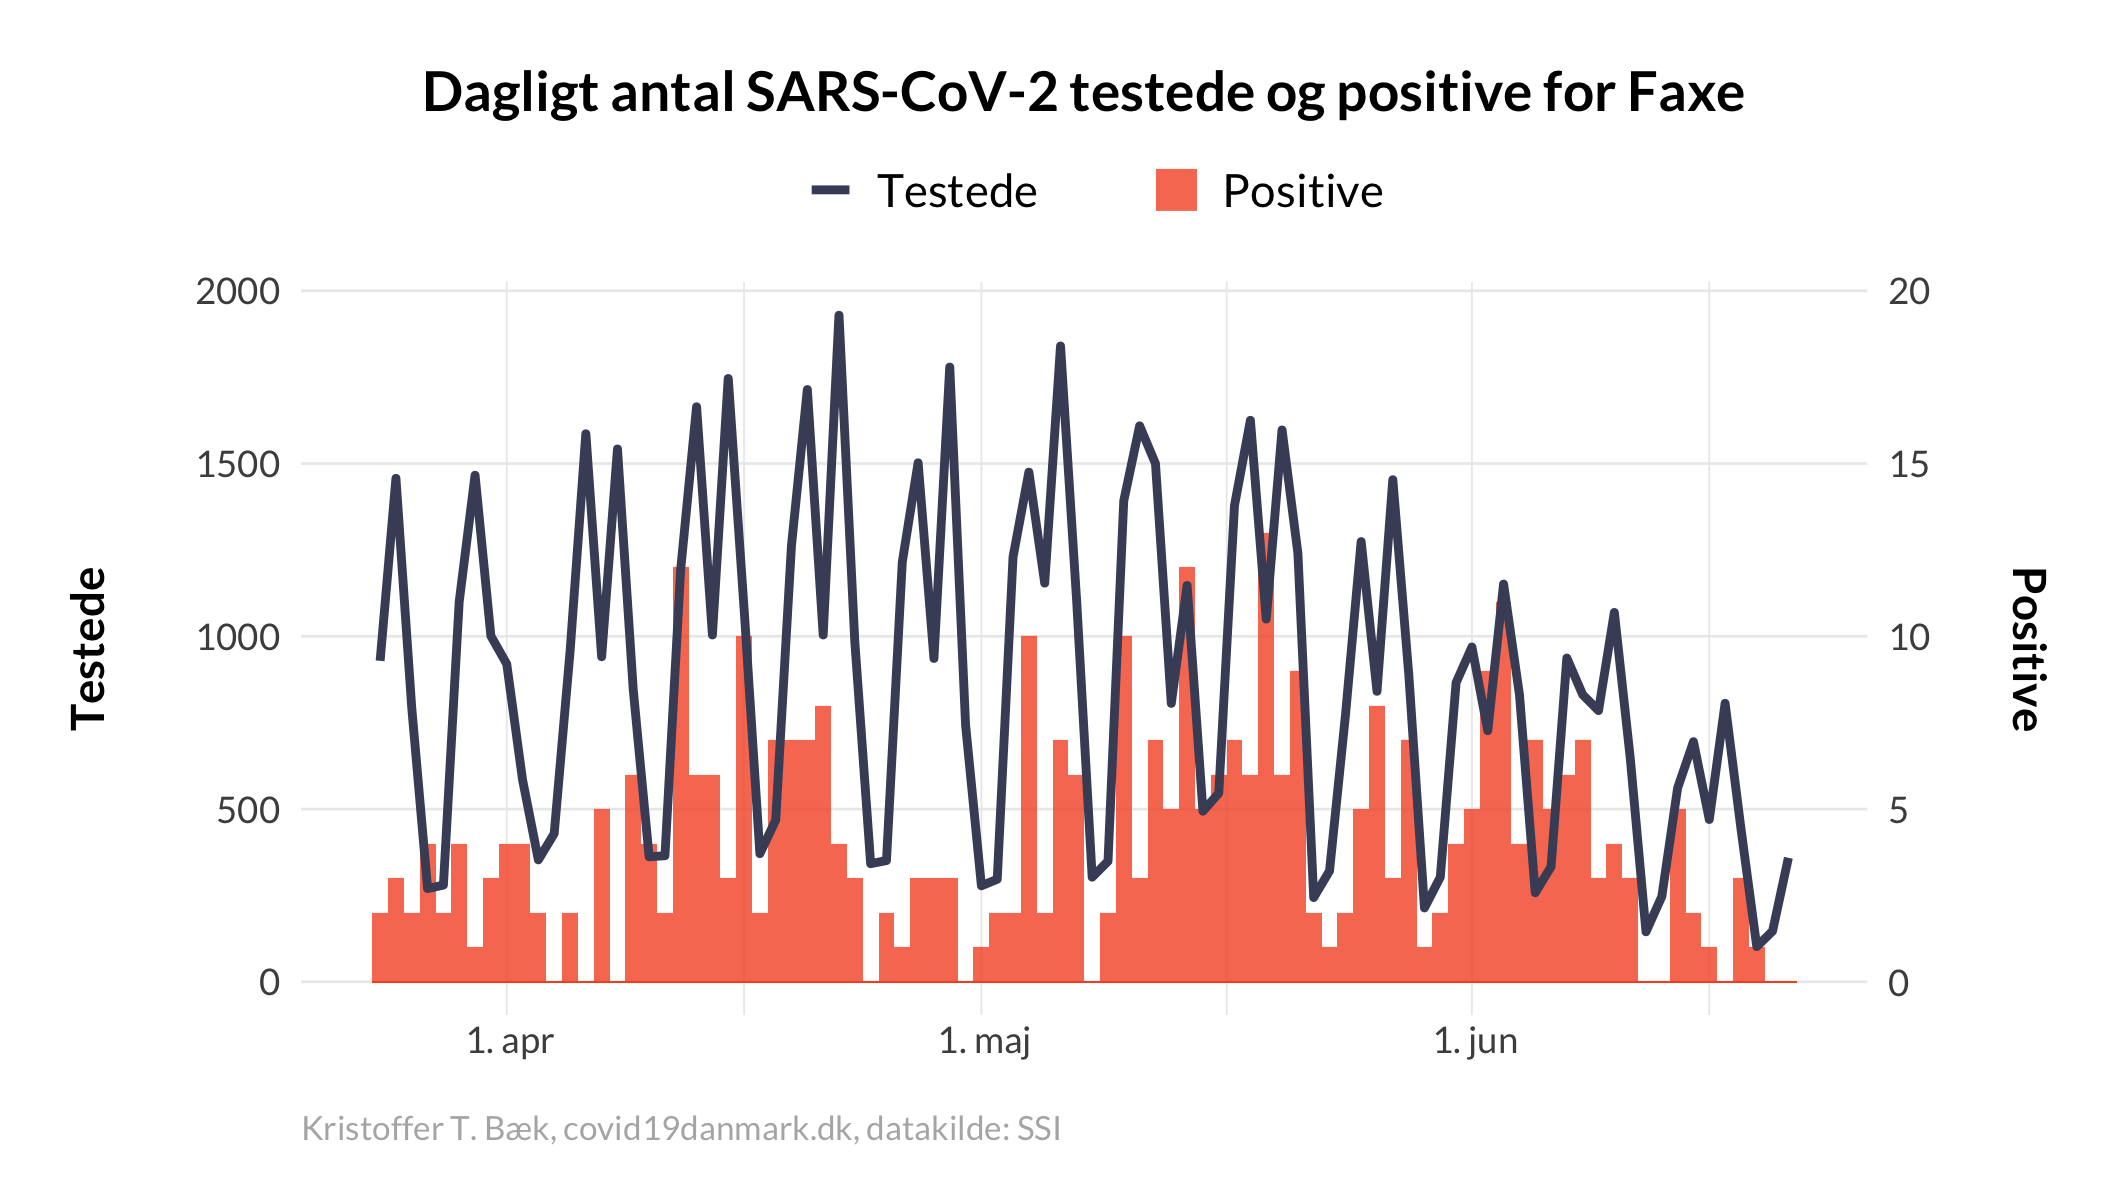 Dagligt antal SARS-CoV-2 testede og positive for Faxe
Testede Positive
2000 20
1500 15
1000 10
500 5
0 0
Testede
Positive
1. apr 1. maj 1. jun
Kristoffer T. Bæk, covid19danmark.dk, datakilde: SSI